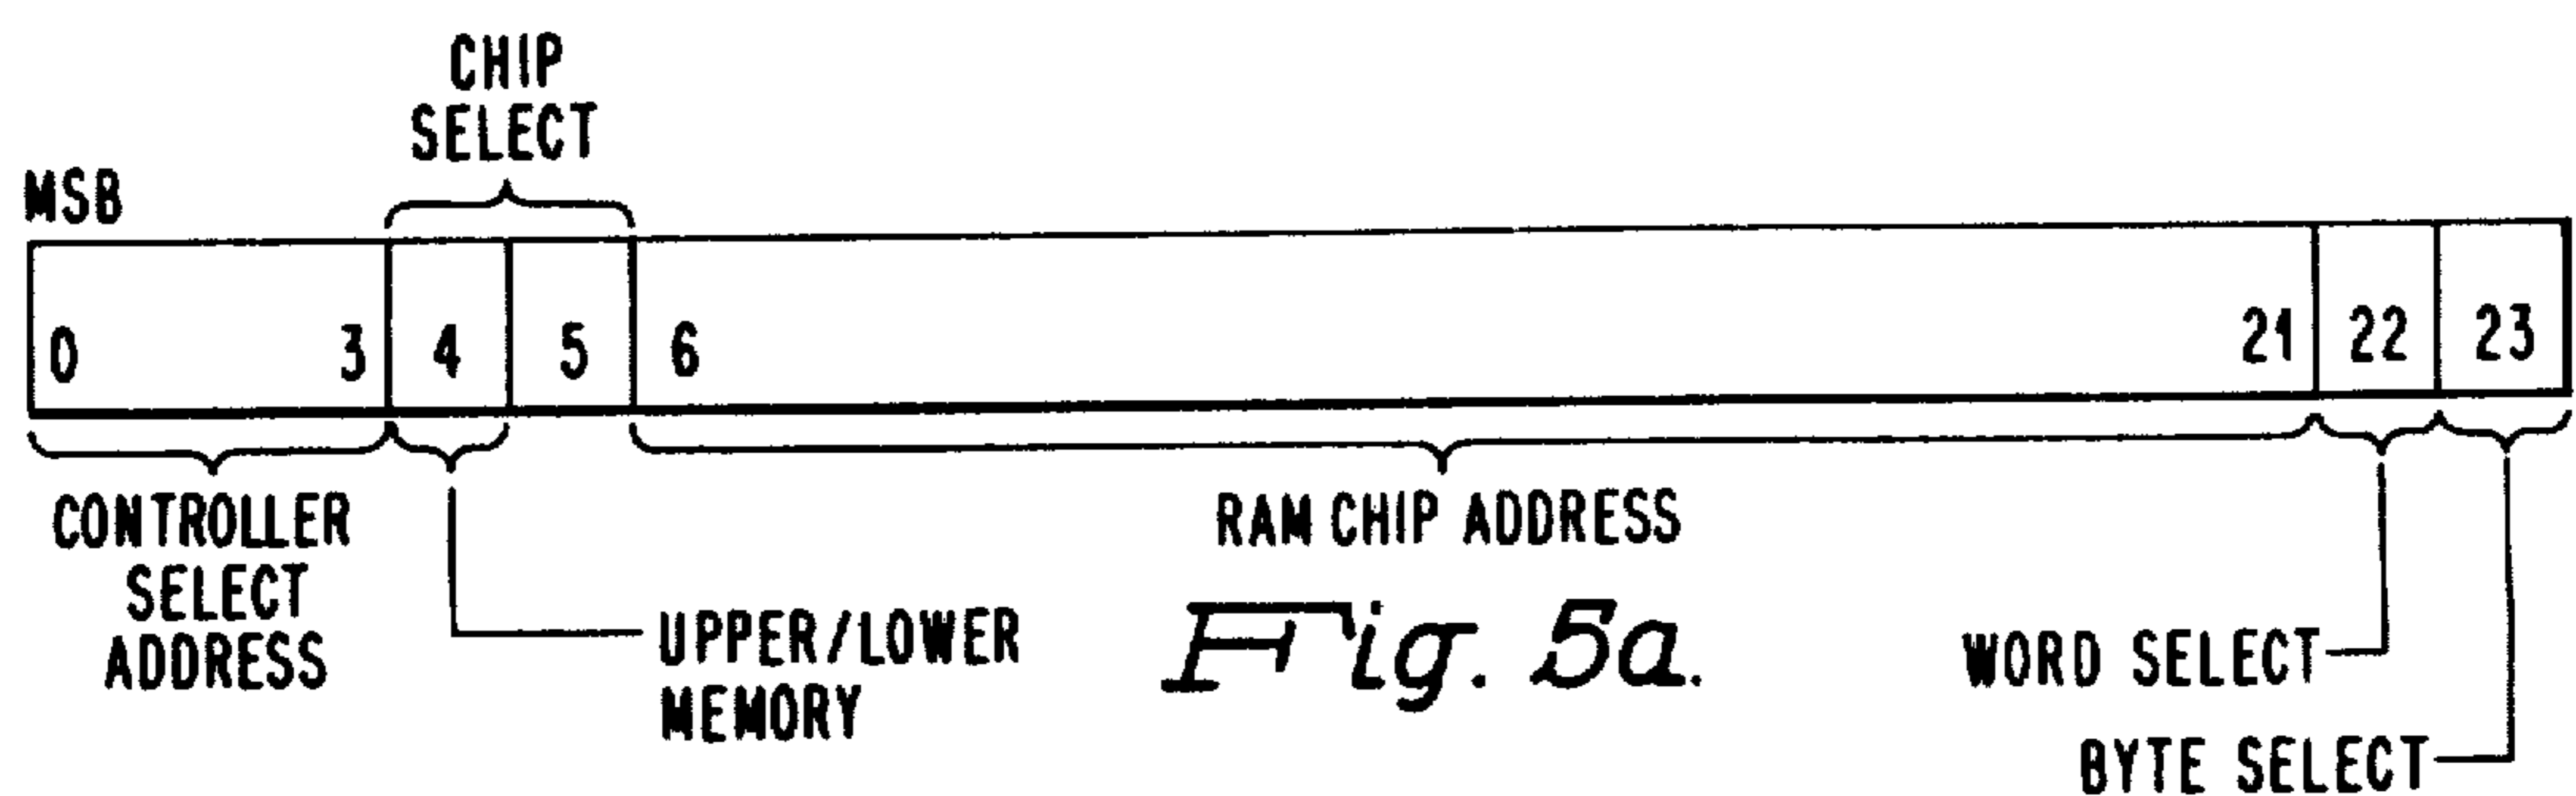 CHIP
SELECT
MSB
0 3 4 5 6 21 22 23
CONTROLLER
SELECT
ADDRESS
UPPER/LOWER
MEMORY
RAM CHIP ADDRESS
Fig. 5a.
WORD SELECT
BYTE SELECT